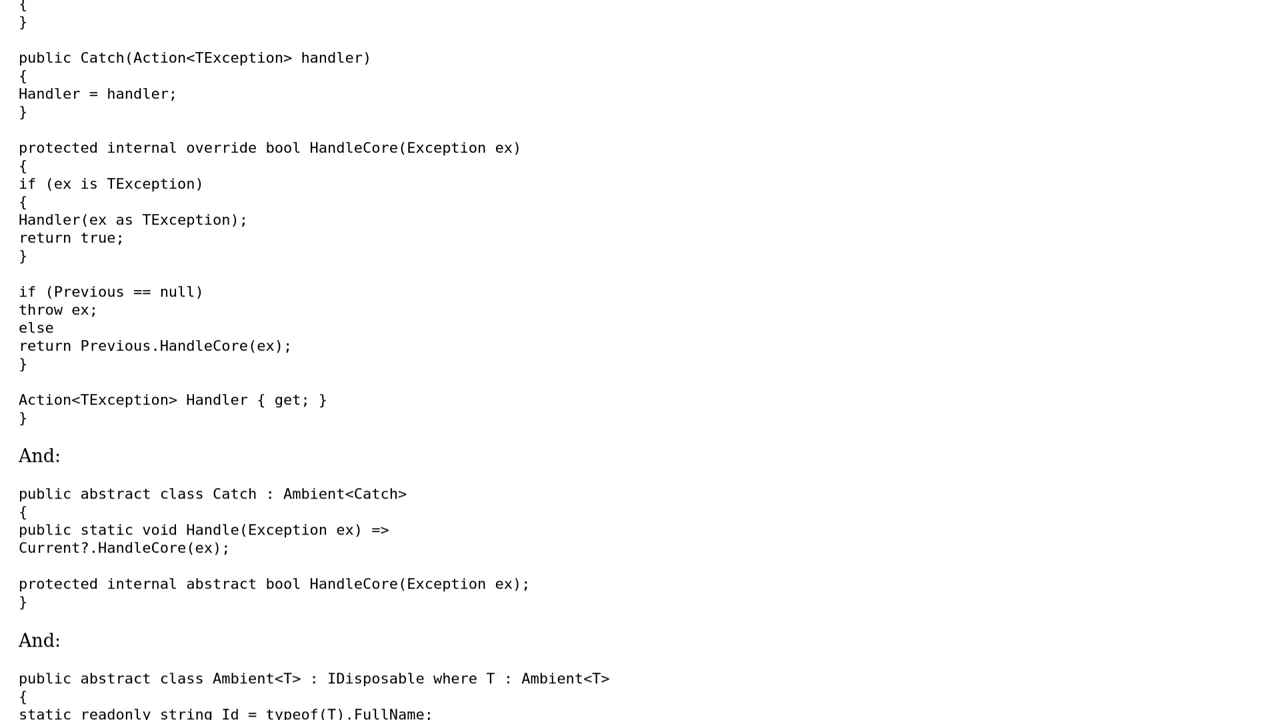 {
}
public Catch(Action<TException> handler)
{
Handler = handler;
}
protected internal override bool HandleCore(Exception ex)
{
if (ex is TException)
{
Handler(ex as TException);
return true;
}
if (Previous == null)
throw ex;
else
return Previous.HandleCore(ex);
}
Action<TException> Handler { get; }
}
And:
public abstract class Catch : Ambient<Catch>
{
public static void Handle(Exception ex) =>
Current?.HandleCore(ex);
protected internal abstract bool HandleCore(Exception ex);
}
And:
public abstract class Ambient<T> : IDisposable where T : Ambient<T>
{
static readonly string Id = typeof(T).FullName;